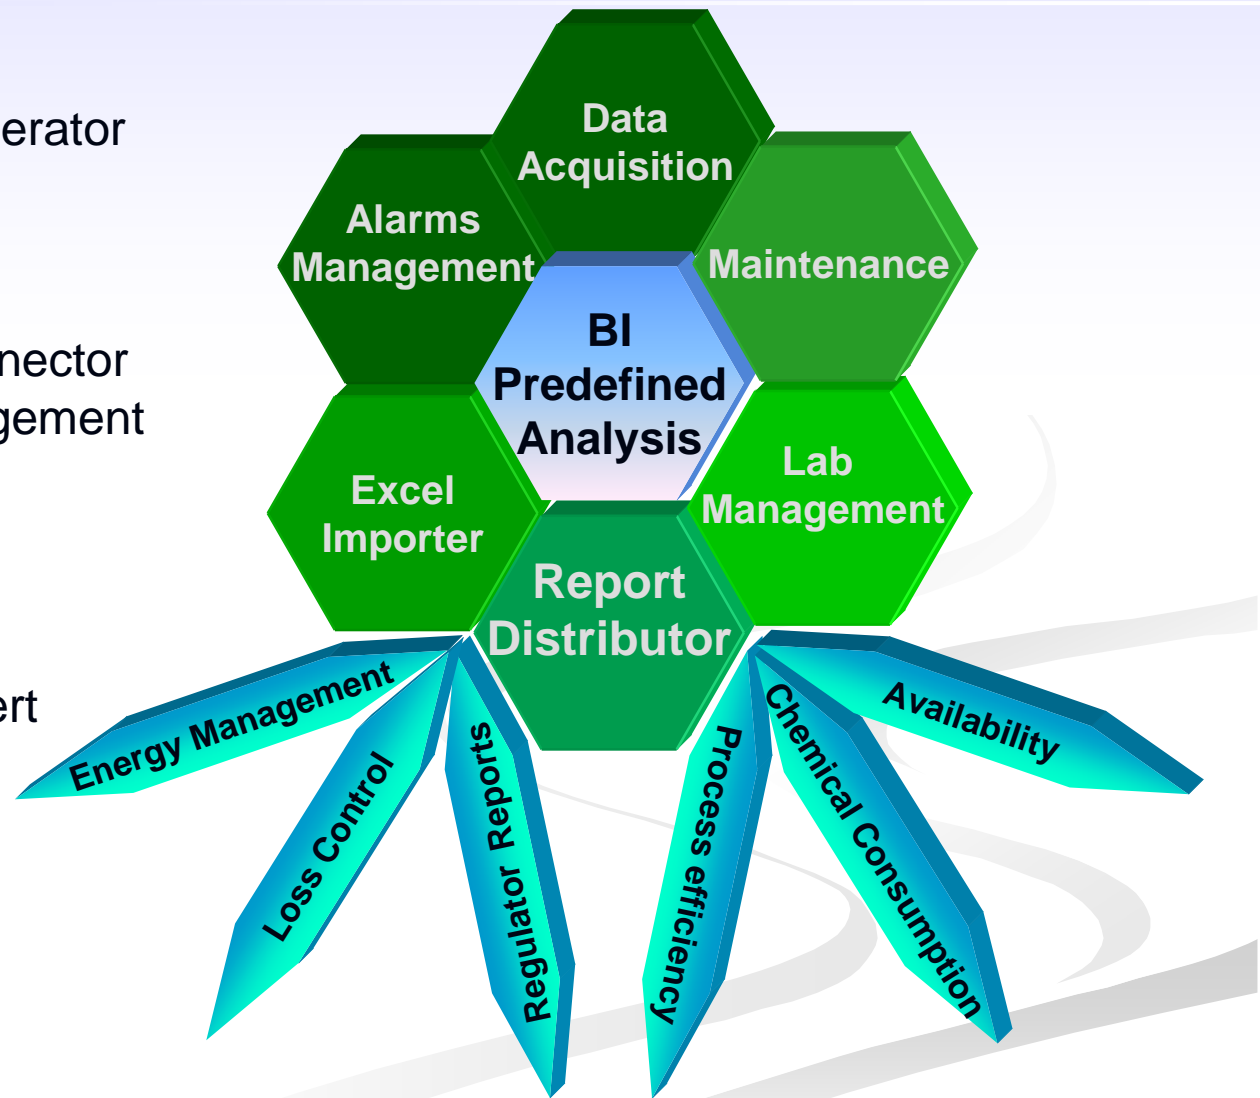 erator
nector
gement
ert
Data
Acquisition
Alarms
Management
Maintenance
BI
Predefined
Analysis
Excel
Importer
Lab
Management
Report
Distributor
Energy Management
Loss Control
Regulator Reports
Process efficiency
Chemical Consumption
Availability